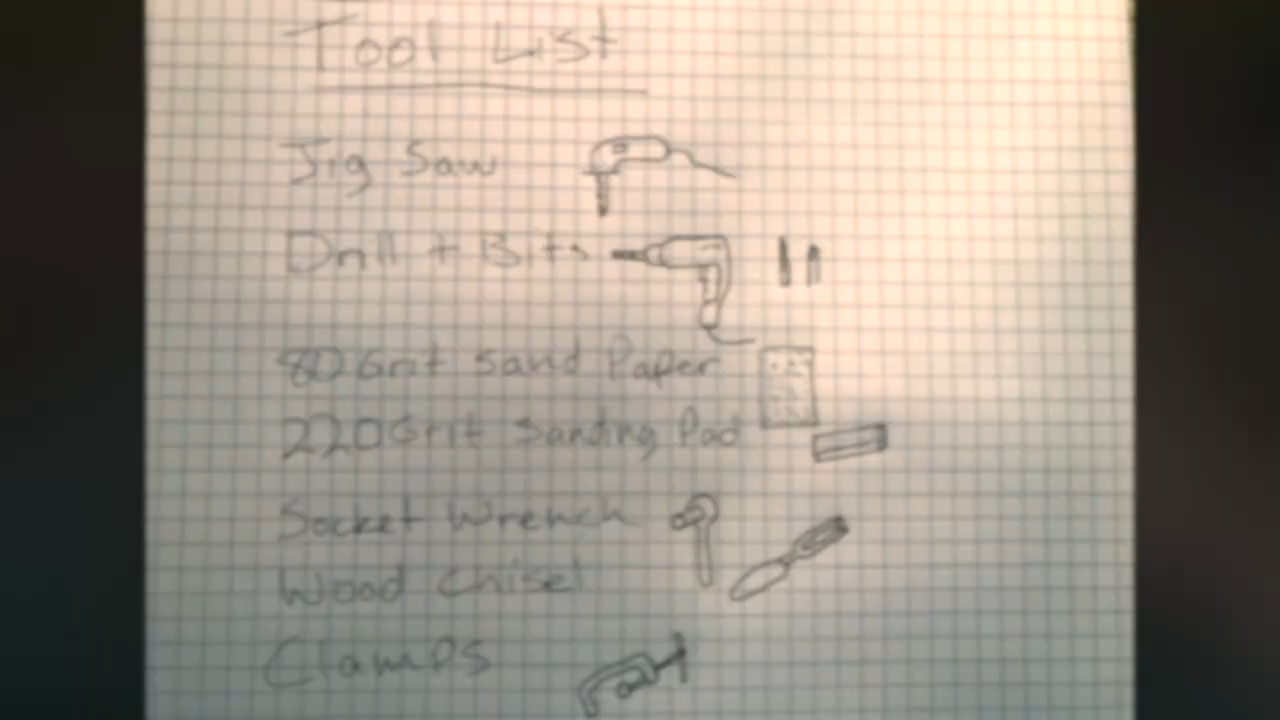 Tool List
Jig Saw
Drill + Bits
80 Grit Sand Paper
220 Grit Sanding Pad
Socket Wrench
Wood Chisel
Clamps